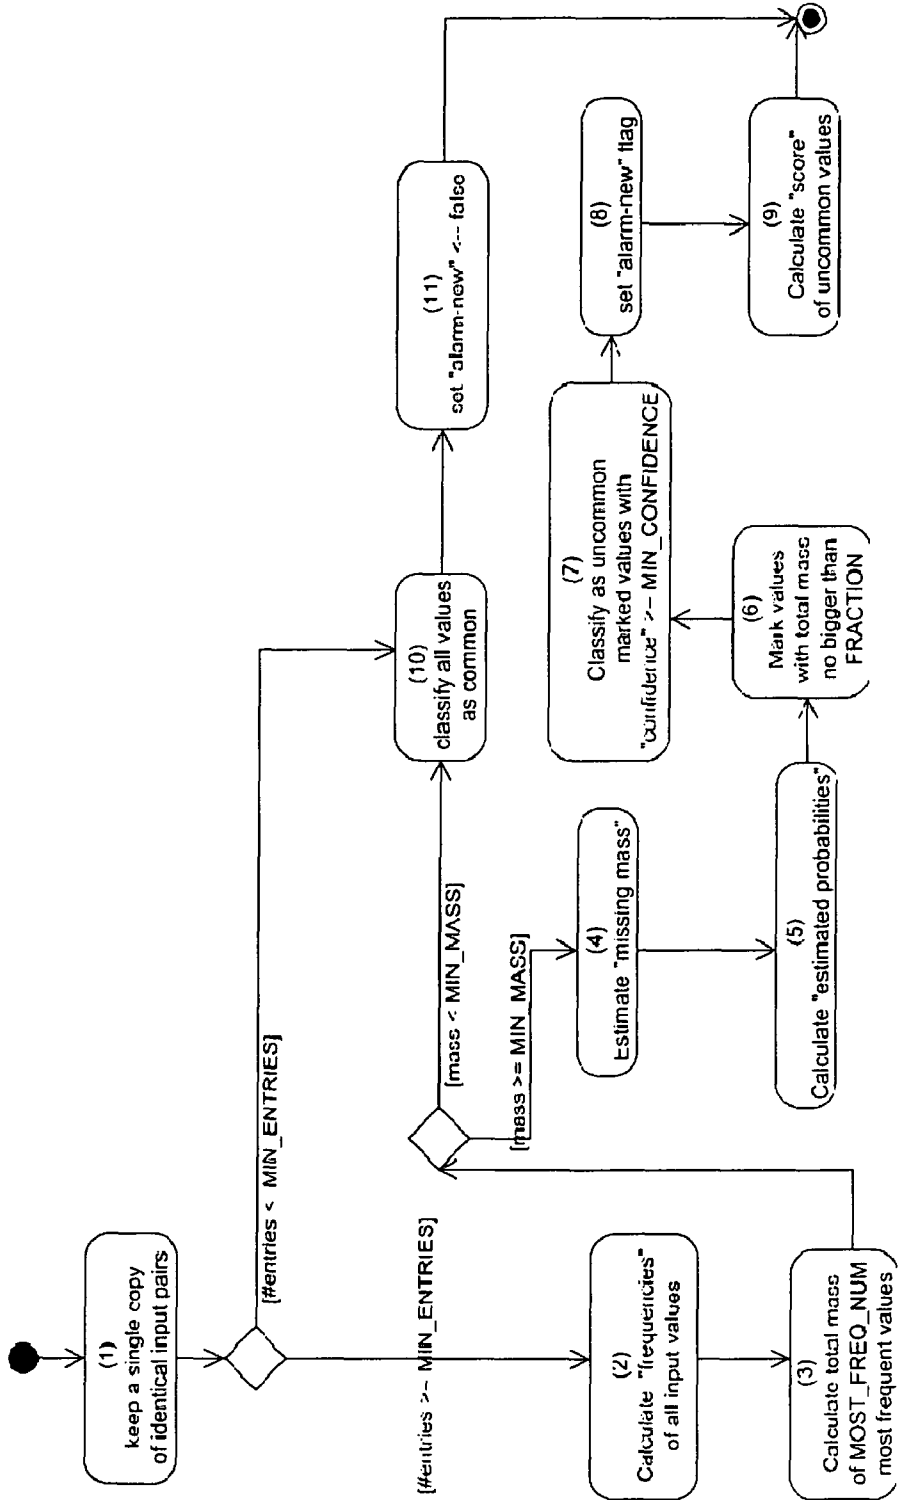 (1)
keep a single copy
of identical input pairs
[#entries < MIN_ENTRIES]
[#entries >= MIN_ENTRIES]
(2)
Calculate "frequencies"
of all input values
(3)
Calculate total mass
of MOST_FREQ_NUM
most frequent values
[mass < MIN_MASS]
[mass >= MIN_MASS]
(4)
Estimate "missing mass"
(5)
Calculate "estimated probabilities"
(6)
Mark values
with total mass
no bigger than
FRACTION
(7)
Classify as uncommon
marked values with
"confidence" >= MIN_CONFIDENCE
(8)
set "alarm-new" flag
(9)
Calculate "score"
of uncommon values
(10)
classify all values
as common
(11)
set "alarm-new" <-- false